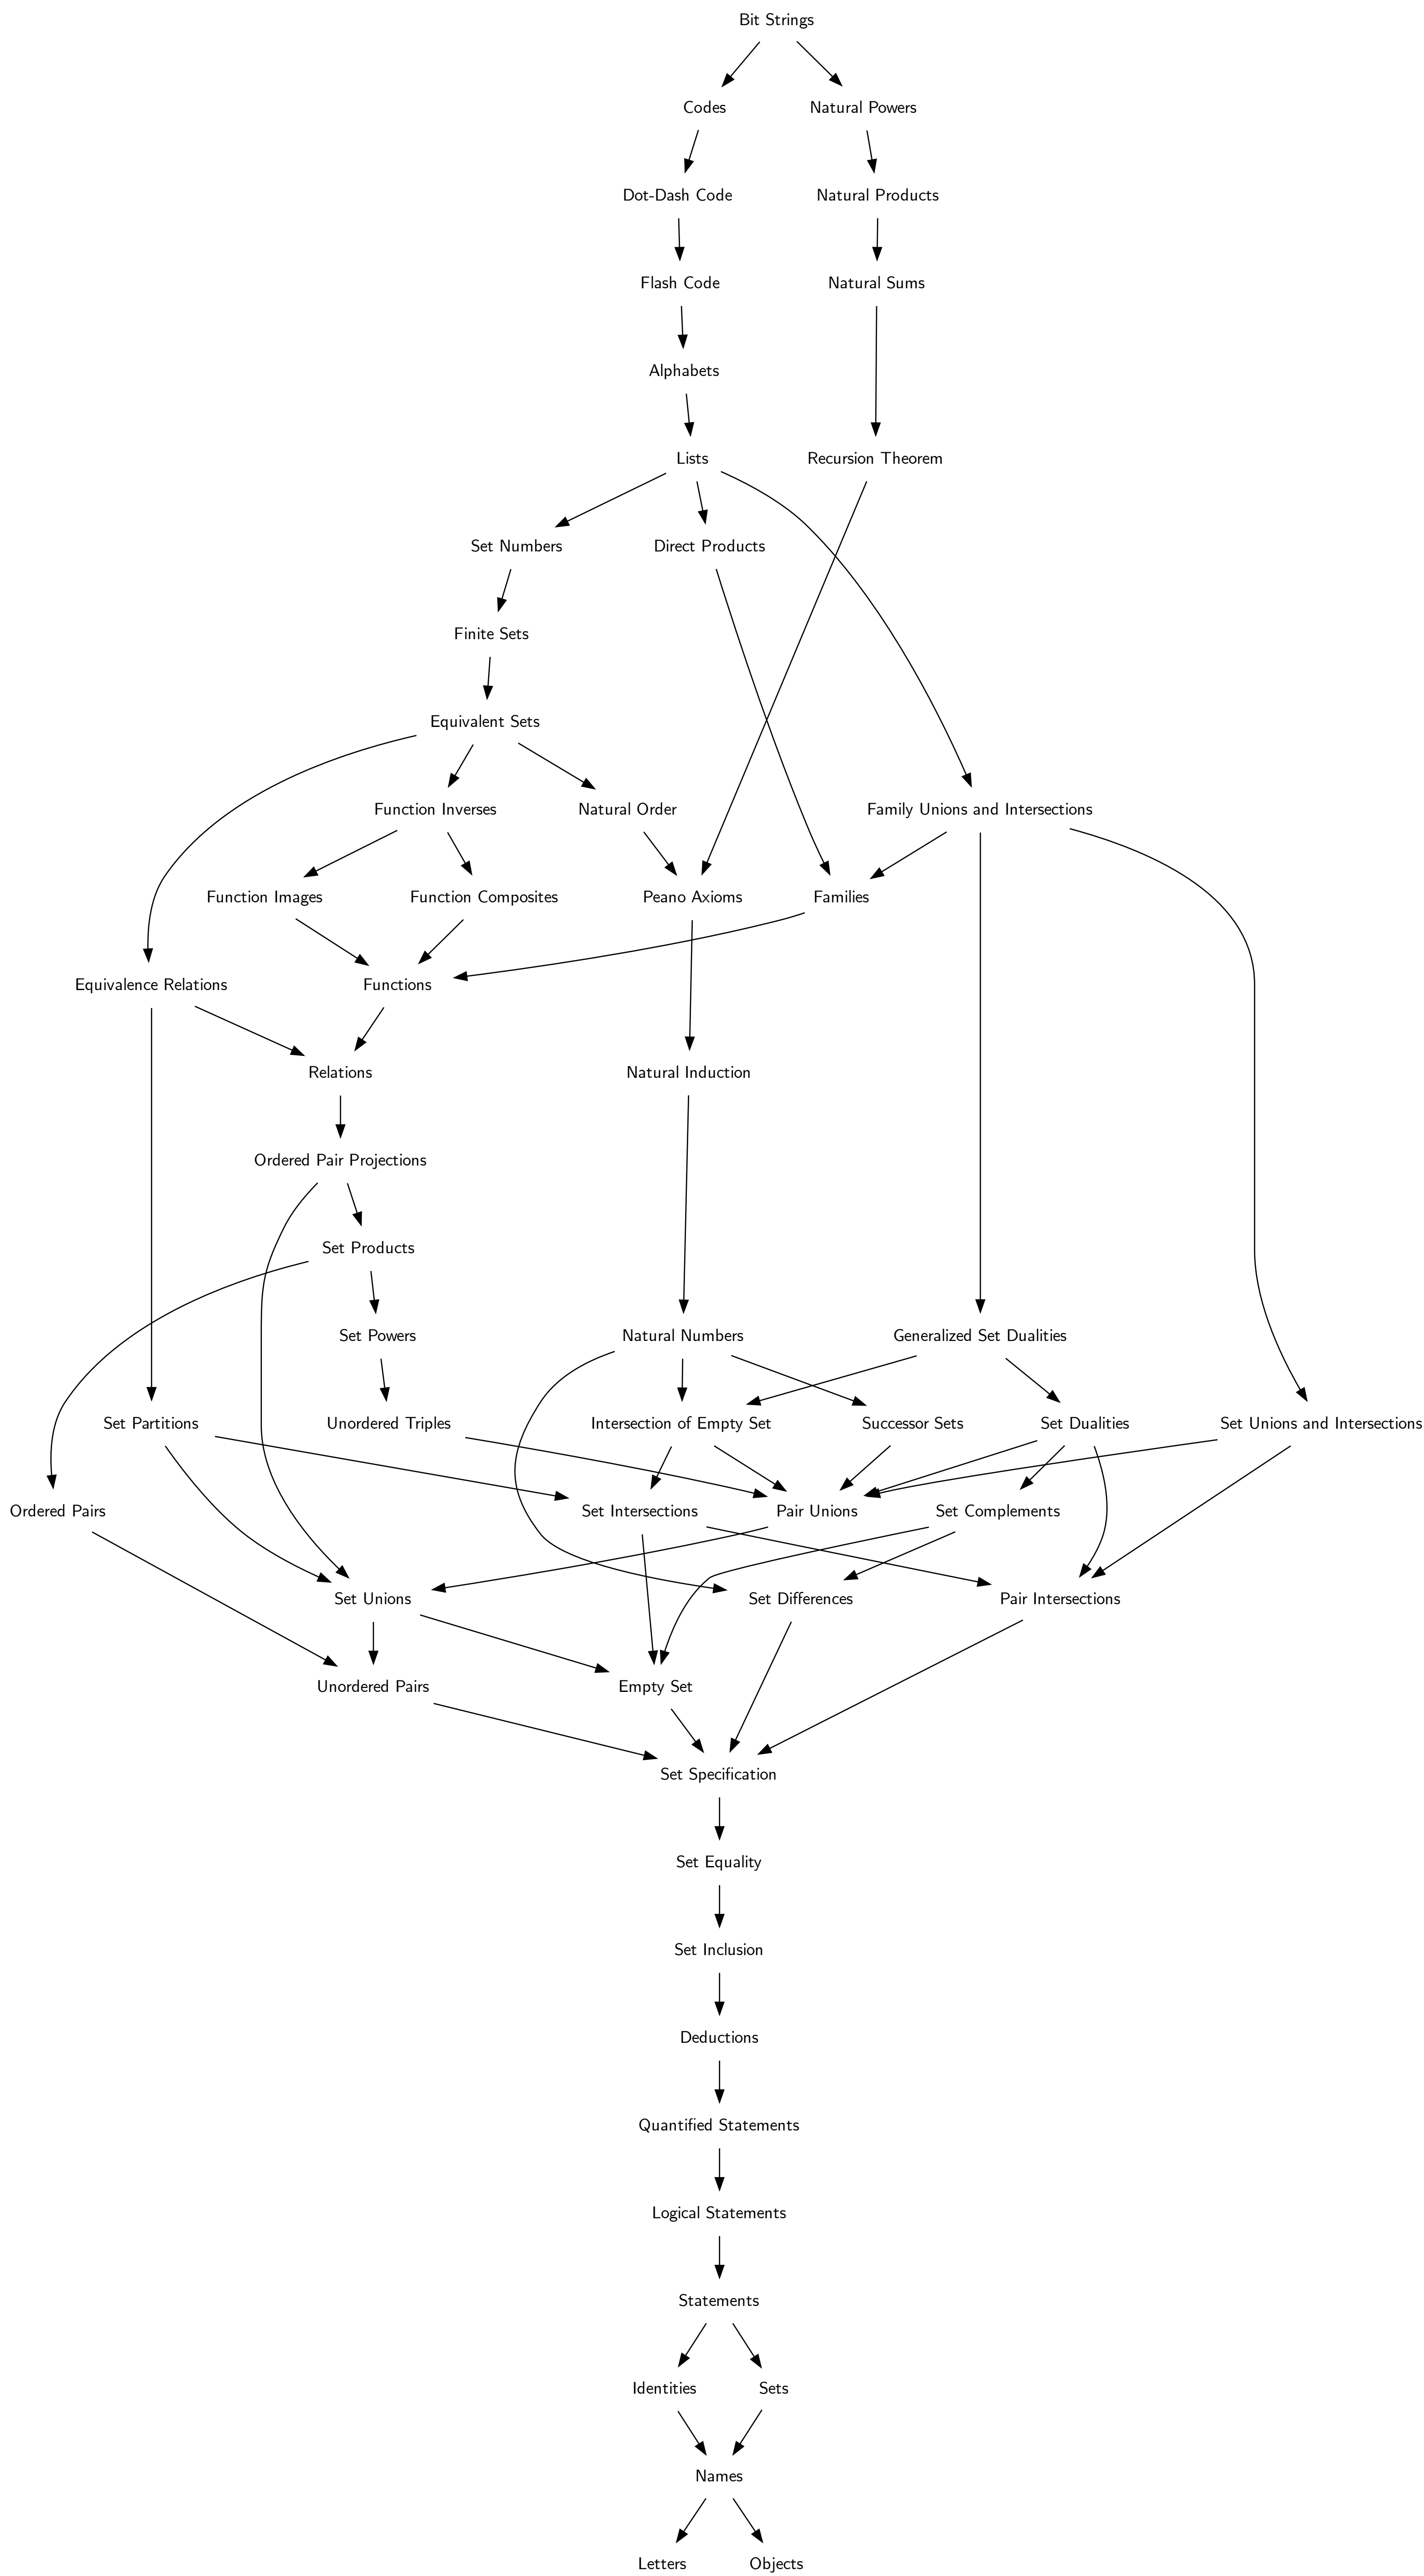 Bit Strings
Codes
Natural Powers
Dot-Dash Code
Natural Products
Flash Code
Natural Sums
Alphabets
Lists
Recursion Theorem
Set Numbers
Direct Products
Finite Sets
Equivalent Sets
Function Inverses
Natural Order
Family Unions and Intersections
Function Images
Function Composites
Peano Axioms
Families
Equivalence Relations
Functions
Relations
Natural Induction
Ordered Pair Projections
Set Products
Set Powers
Natural Numbers
Generalized Set Dualities
Set Partitions
Unordered Triples
Intersection of Empty Set
Successor Sets
Set Dualities
Set Unions and Intersections
Ordered Pairs
Set Intersections
Pair Unions
Set Complements
Set Unions
Set Differences
Pair Intersections
Unordered Pairs
Empty Set
Set Specification
Set Equality
Set Inclusion
Deductions
Quantified Statements
Logical Statements
Statements
Identities
Sets
Names
Letters
Objects